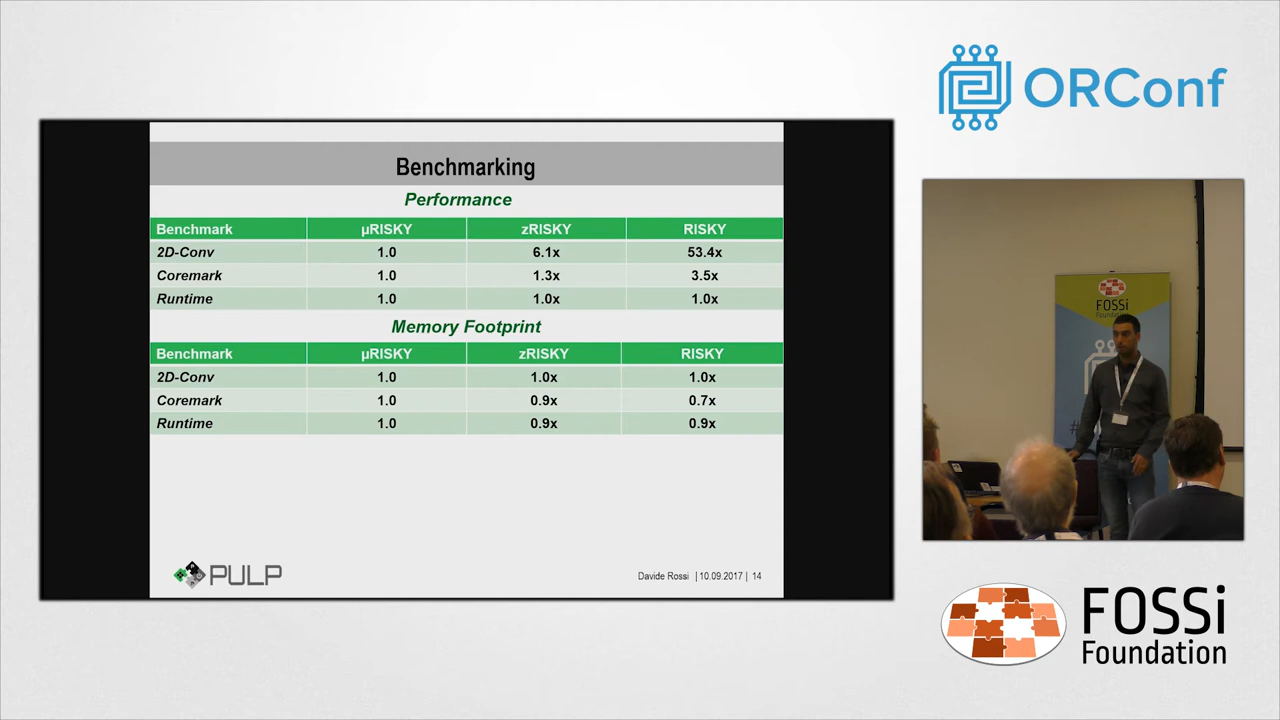 ORConf
Benchmarking
Performance
Benchmark µRISKY zRISKY RISKY
2D-Conv 1.0 6.1x 53.4x
Coremark 1.0 1.3x 3.5x
Runtime 1.0 1.0x 1.0x
Memory Footprint
Benchmark µRISKY zRISKY RISKY
2D-Conv 1.0 1.0x 1.0x
Coremark 1.0 0.9x 0.7x
Runtime 1.0 0.9x 0.9x
PULP
Davide Rossi | 10.09.2017 | 14
FOSSi
Foundation
#
FOSSi
Foundation